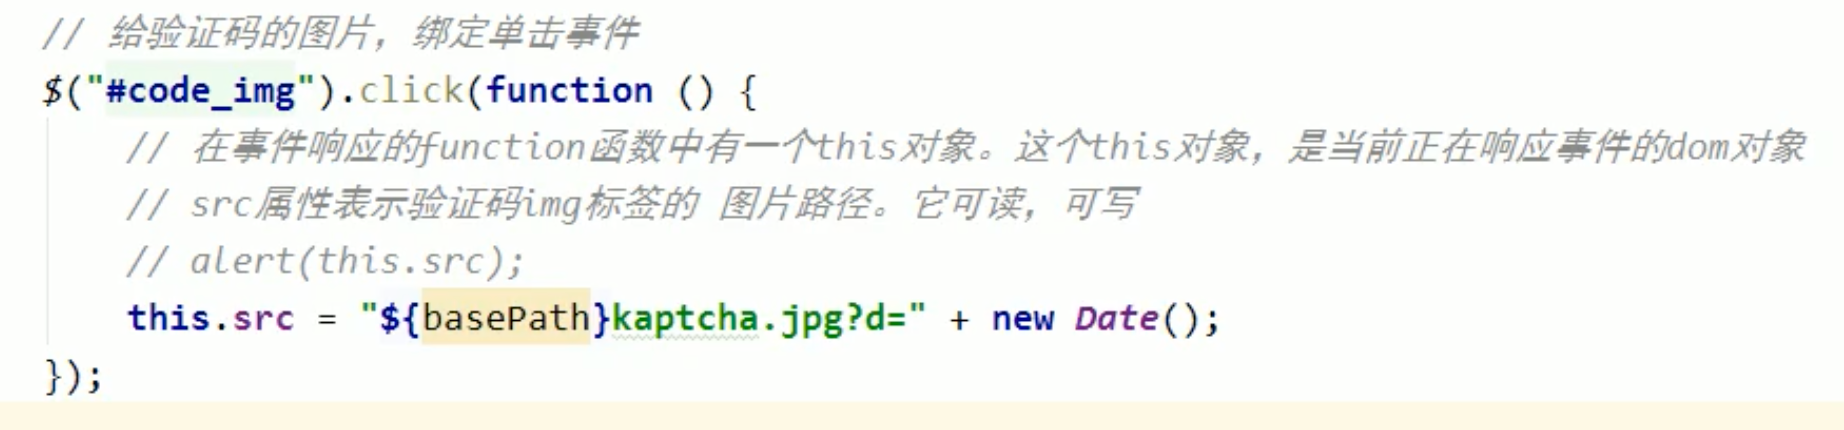 // 给验证码的图片，绑定单击事件
$("#code_img").click(function () {
// 在事件响应的function函数中有一个this对象。这个this对象，是当前正在响应事件的dom对象
// src属性表示验证码img标签的 图片路径。它可读，可写
// alert(this.src);
this.src = "${basePath}kaptcha.jpg?d=" + new Date();
});